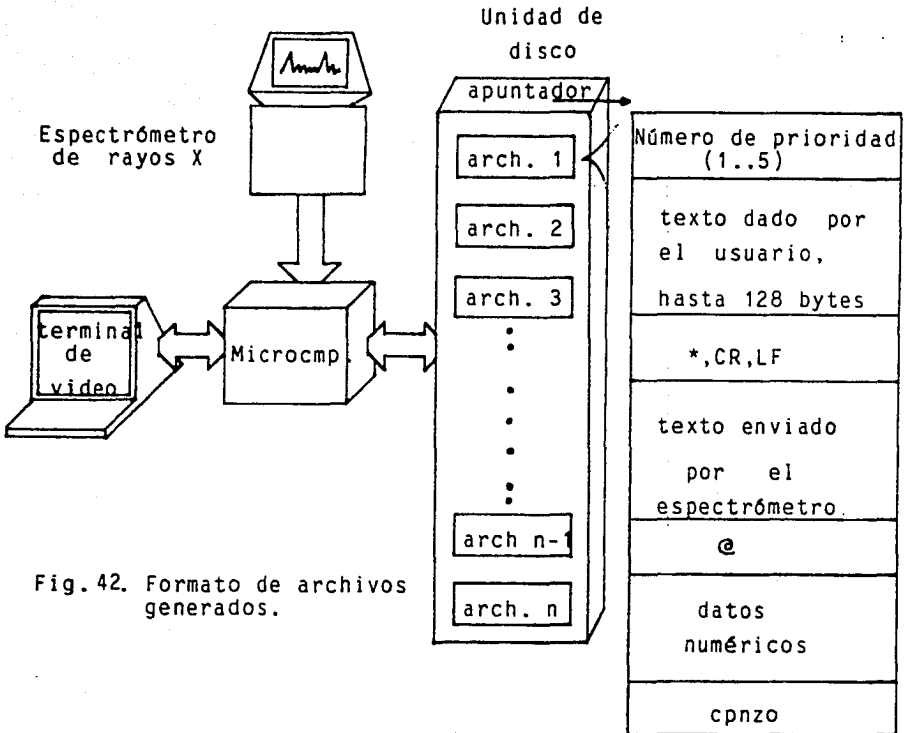 Unidad de
disco
apuntador
Espectrómetro
de rayos X
arch. 1
arch. 2
arch. 3
arch n-1
arch. n
terminal
de
video
Microcmp.
Número de prioridad
(1..5)
texto dado por
el usuario,
hasta 128 bytes
*,CR,LF
texto enviado
por el
espectrómetro.
@
datos
numéricos
cpnzo
Fig. 42. Formato de archivos
generados.